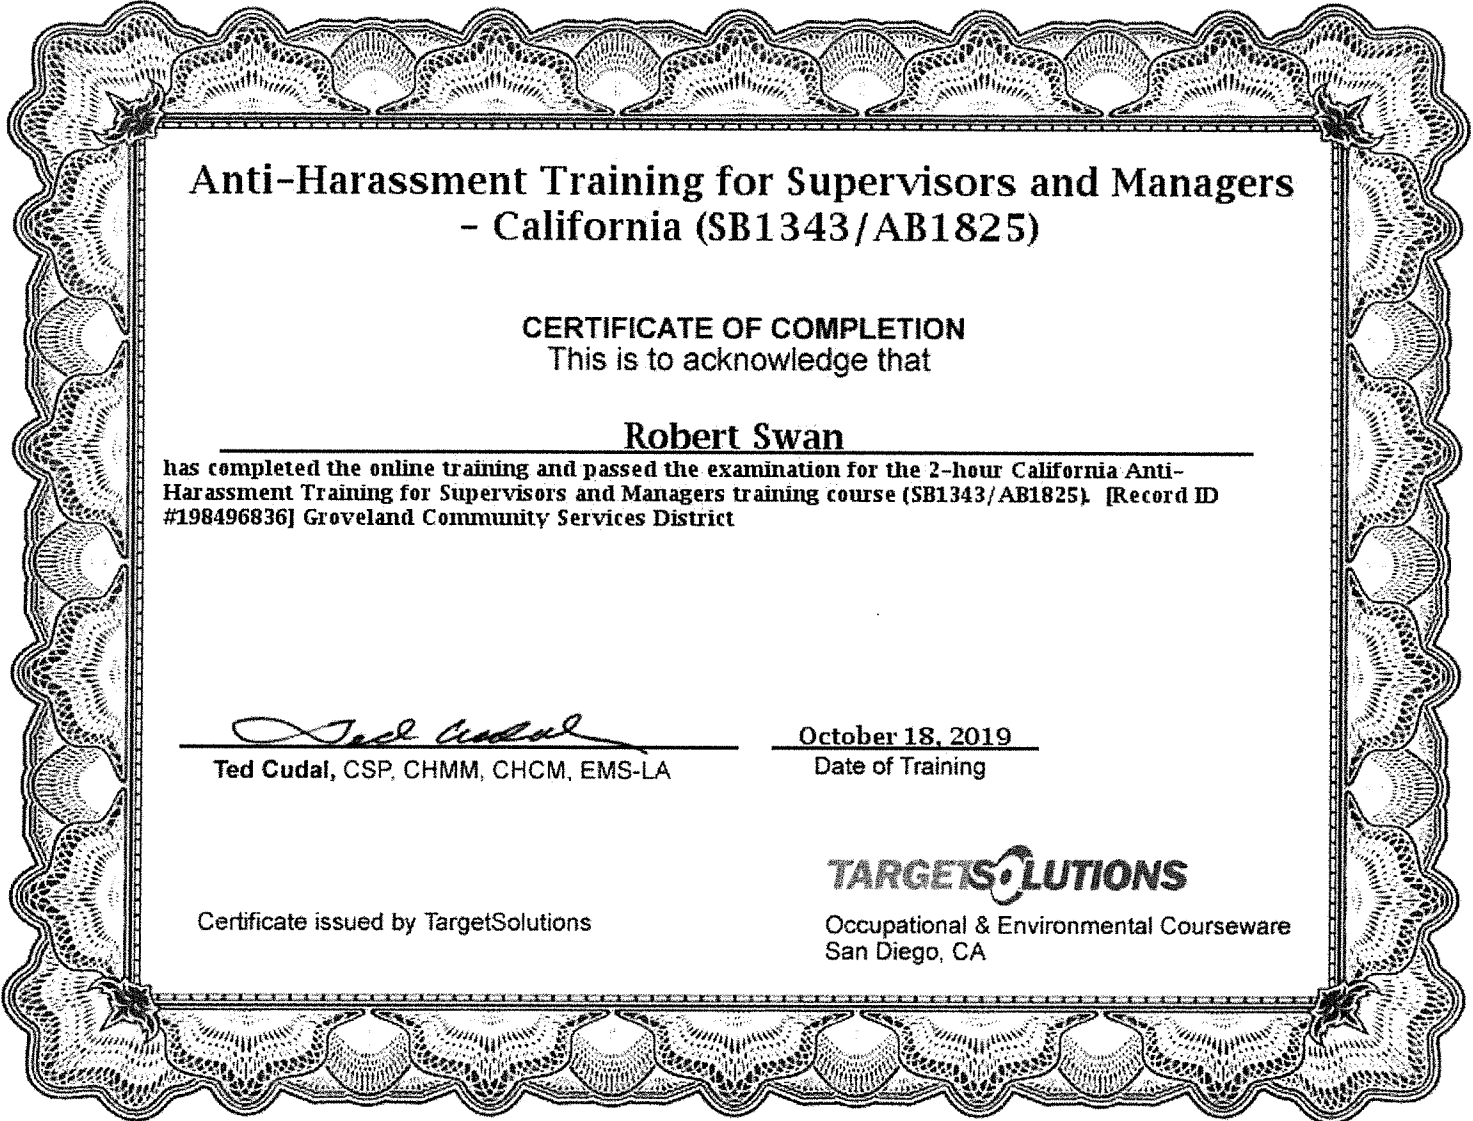 Anti-Harassment Training for Supervisors and Managers
- California (SB1343/AB1825)
CERTIFICATE OF COMPLETION
This is to acknowledge that
Robert Swan
has completed the online training and passed the examination for the 2-hour California Anti-
Harassment Training for Supervisors and Managers training course (SB1343/AB1825). [Record ID
#198496836] Groveland Community Services District
Ted Cudal
October 18, 2019
Ted Cudal, CSP, CHMM, CHCM, EMS-LA
Date of Training
TARGETSOLUTIONS
Certificate issued by TargetSolutions
Occupational & Environmental Courseware
San Diego, CA